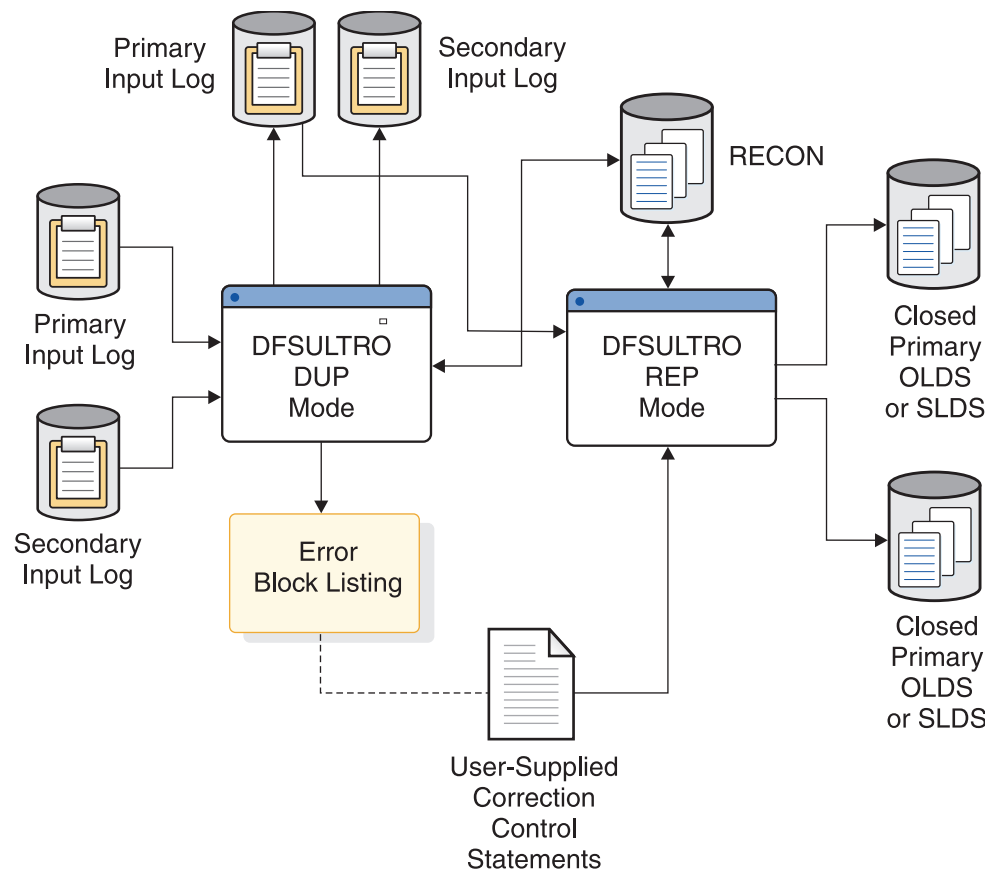 Primary
Input Log
Secondary
Input Log
RECON
Primary
Input Log
DFSULTRO
DUP
Mode
DFSULTRO
REP
Mode
Closed
Primary
OLDS
or SLDS
Secondary
Input Log
Error
Block Listing
Closed
Primary
OLDS
or SLDS
User-Supplied
Correction
Control
Statements